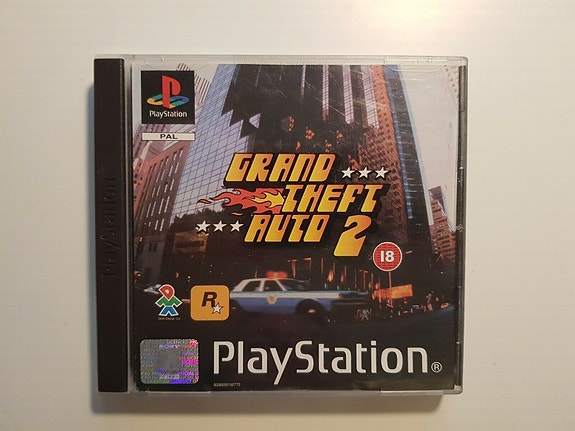 PlayStation
PAL
PlayStation
GRAND
THEFT
AUTO 2
18
R
PlayStation®